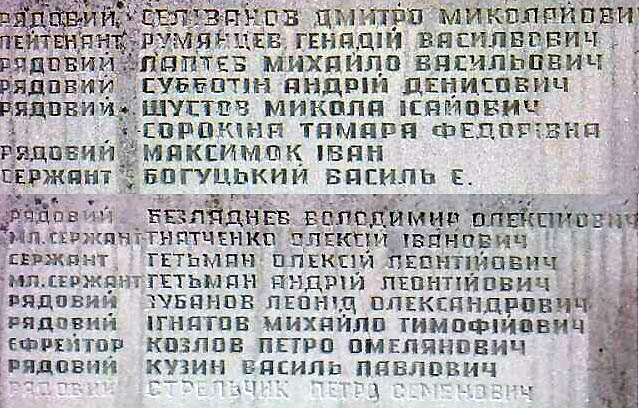 РЯДОВИЙ СЕЛІВАНОВ ДМИТРО МИКОЛАЙОВИ
ЛЕЙТЕНАНТ РУМЯНЦЕВ ГЕНАДІЙ ВАСИЛЬОВИЧ
РЯДОВИЙ ЛАПТЕВ МИХАЙЛО ВАСИЛЬОВИЧ
РЯДОВИЙ СУББОТІН АНДРІЙ ДЕНИСОВИЧ
РЯДОВИЙ ШУСТОВ МИКОЛА ІСАЙОВИЧ
СОРОКІНА ТАМАРА ФЕДОРІВНА
РЯДОВИЙ МАКСИМОК ІВАН
СЕРЖАНТ БОГУЦЬКИЙ ВАСИЛЬ Е.
РЯДОВИЙ БЕЗЛАДНЕВ ВОЛОДИМИР ОЛЕКСІЙОВИЧ
МЛ.СЕРЖАНТ ГНАТЧЕНКО ОЛЕКСІЙ ІВАНОВИЧ
СЕРЖАНТ ГЕТЬМАН ОЛЕКСІЙ ЛЕОНТІЙОВИЧ
МЛ.СЕРЖАНТ ГЕТЬМАН АНДРІЙ ЛЕОНТІЙОВИЧ
РЯДОВИЙ ЗУБАНОВ ЛЕОНІД ОЛЕКСАНДРОВИЧ
РЯДОВИЙ ІГНАТОВ МИХАЙЛО ТИМОФІЙОВИЧ
ЄФРЕЙТОР КОЗЛОВ ПЕТРО ОМЕЛЯНОВИЧ
РЯДОВИЙ КУЗИН ВАСИЛЬ ПАВЛОВИЧ
РЯДОВИЙ СТРЕЛЬЧИК ПЕТРО СЕМЕНОВИЧ